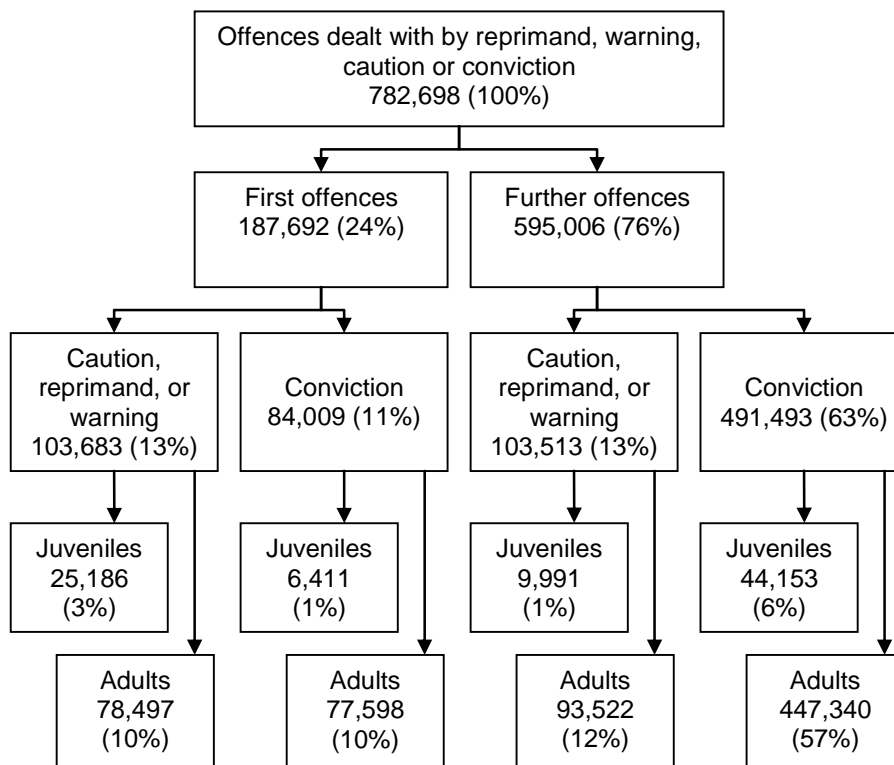 Offences dealt with by reprimand, warning,
caution or conviction
782,698 (100%)
First offences
187,692 (24%)
Further offences
595,006 (76%)
Caution,
reprimand, or
warning
103,683 (13%)
Conviction
84,009 (11%)
Caution,
reprimand, or
warning
103,513 (13%)
Conviction
491,493 (63%)
Juveniles
25,186
(3%)
Juveniles
6,411
(1%)
Juveniles
9,991
(1%)
Juveniles
44,153
(6%)
Adults
78,497
(10%)
Adults
77,598
(10%)
Adults
93,522
(12%)
Adults
447,340
(57%)